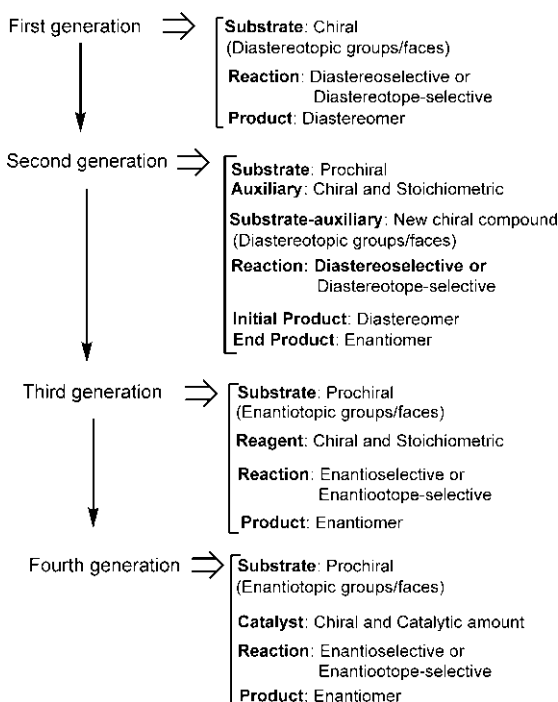 First generation
Substrate: Chiral
(Diastereotopic groups/faces)
Reaction: Diastereoselective or
Diastereotope-selective
Product: Diastereomer
Second generation
Substrate: Prochiral
Auxiliary: Chiral and Stoichiometric
Substrate-auxiliary: New chiral compound
(Diastereotopic groups/faces)
Reaction: Diastereoselective or
Diastereotope-selective
Initial Product: Diastereomer
End Product: Enantiomer
Third generation
Substrate: Prochiral
(Enantiotopic groups/faces)
Reagent: Chiral and Stoichiometric
Reaction: Enantioselective or
Enantiootope-selective
Product: Enantiomer
Fourth generation
Substrate: Prochiral
(Enantiotopic groups/faces)
Catalyst: Chiral and Catalytic amount
Reaction: Enantioselective or
Enantiootope-selective
Product: Enantiomer